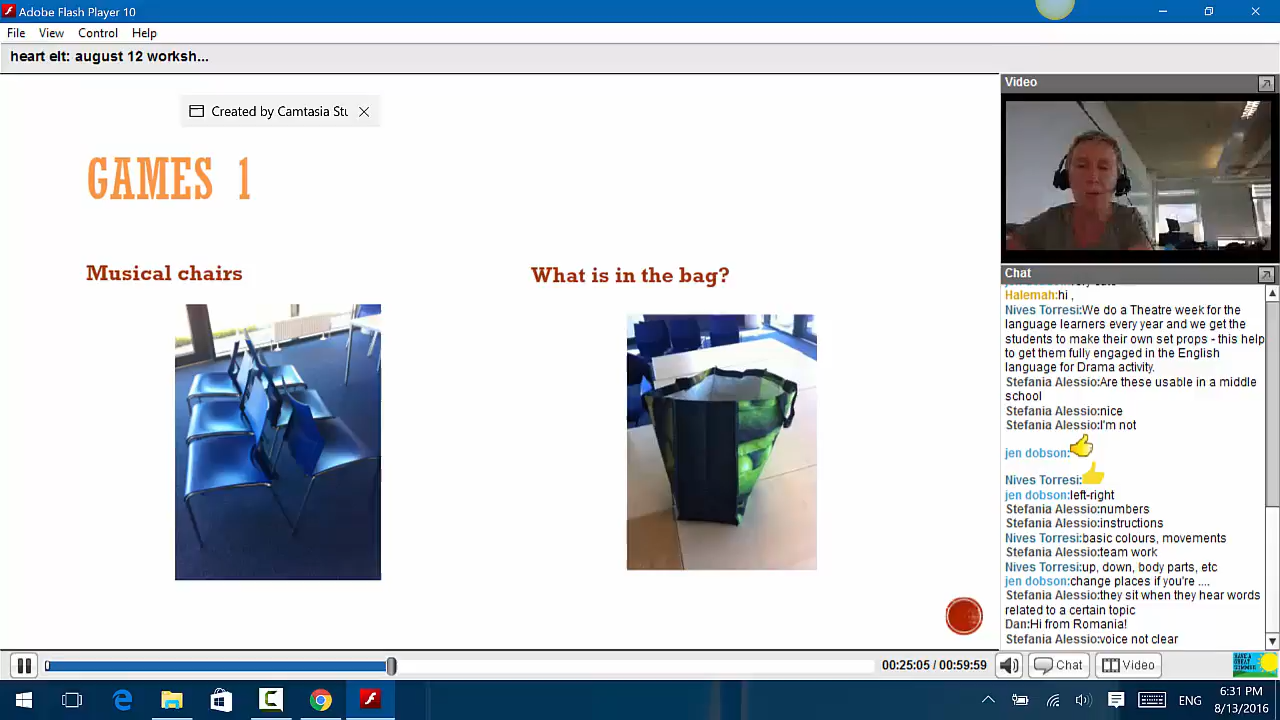 Adobe Flash Player 10
File View Control Help
heart elt: august 12 worksh...
Created by Camtasia Stu
GAMES 1
Musical chairs
What is in the bag?
Video
Chat
Halemah:hi ,
Nives Torresi:We do a Theatre week for the
language learners every year and we get the
students to make their own set props - this help
to get them fully engaged in the English
language for Drama activity.
Stefania Alessio:Are these usable in a middle
school
Stefania Alessio:nice
Stefania Alessio:I'm not
jen dobson:
Nives Torresi:
jen dobson:left-right
Stefania Alessio:numbers
Stefania Alessio:instructions
Nives Torresi:basic colours, movements
Stefania Alessio:team work
Nives Torresi:up, down, body parts, etc
jen dobson:change places if you're ....
Stefania Alessio:they sit when they hear words
related to a certain topic
Dan:Hi from Romania!
Stefania Alessio:voice not clear
00:25:05 / 00:59:59
Chat
Video
HAVE A
GREAT
SUMMER
ENG
6:31 PM
8/13/2016